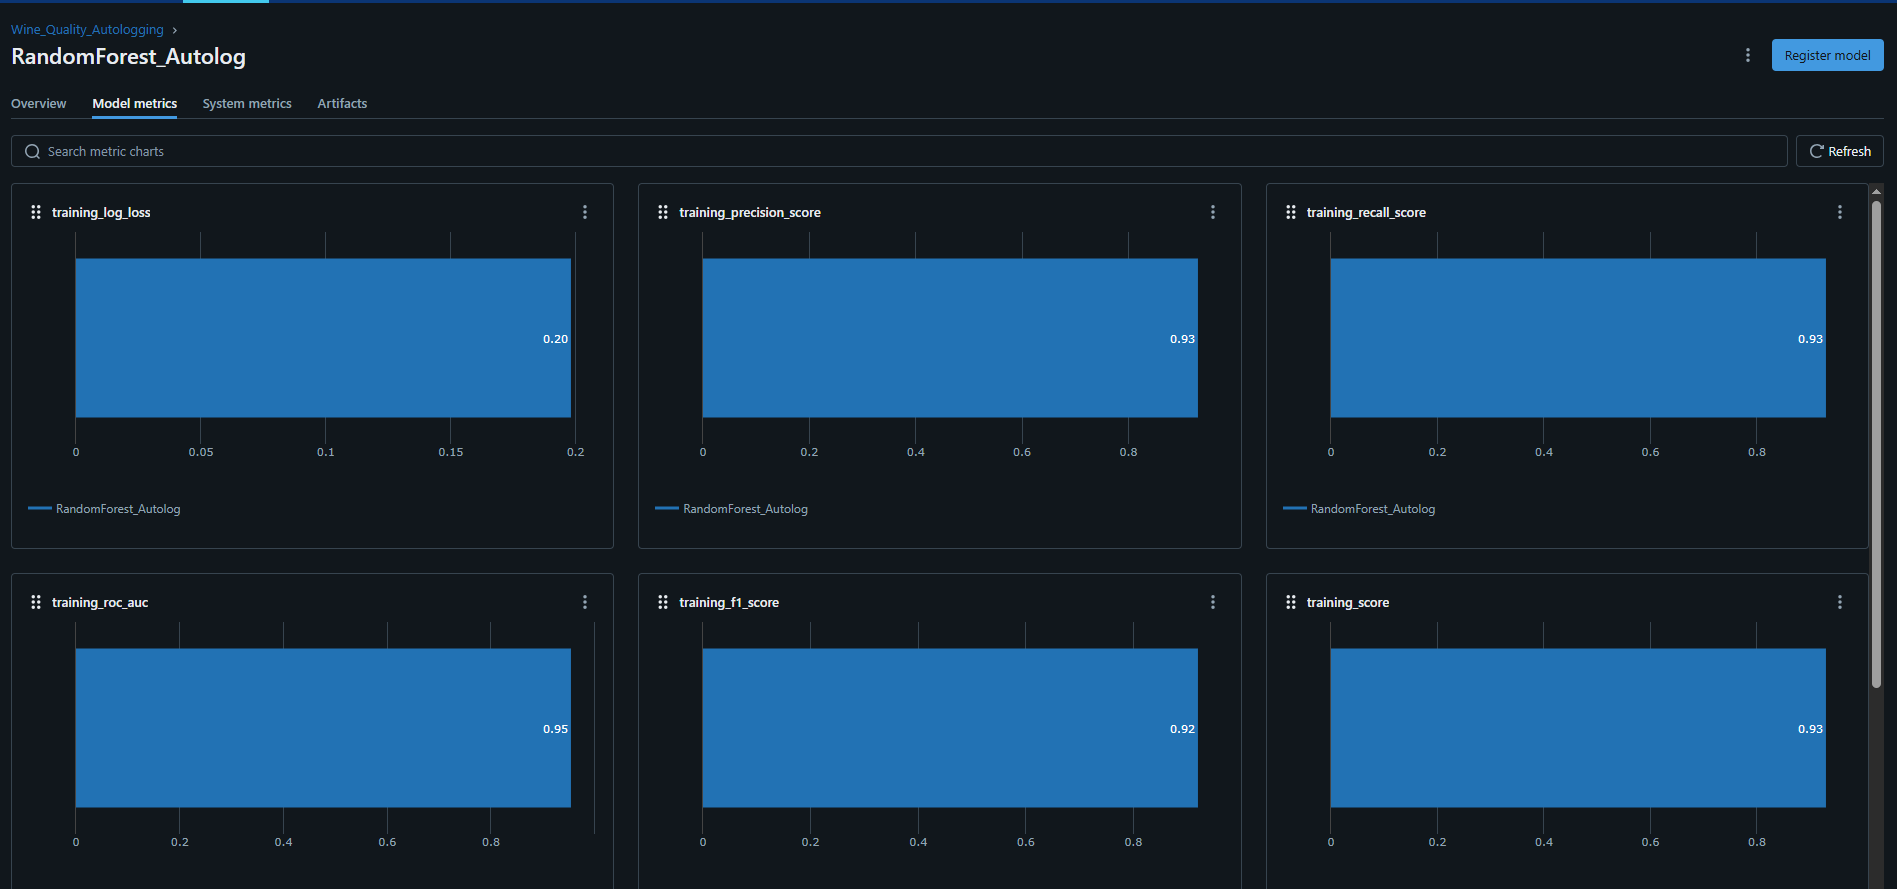 Wine_Quality_Autologging ›
RandomForest_Autolog
Register model
Overview Model metrics System metrics Artifacts
Search metric charts
Refresh
training_log_loss
0.20
0 0.05 0.1 0.15 0.2
RandomForest_Autolog
training_precision_score
0.93
0 0.2 0.4 0.6 0.8
RandomForest_Autolog
training_recall_score
0.93
0 0.2 0.4 0.6 0.8
RandomForest_Autolog
training_roc_auc
0.95
0 0.2 0.4 0.6 0.8
training_f1_score
0.92
0 0.2 0.4 0.6 0.8
training_score
0.93
0 0.2 0.4 0.6 0.8